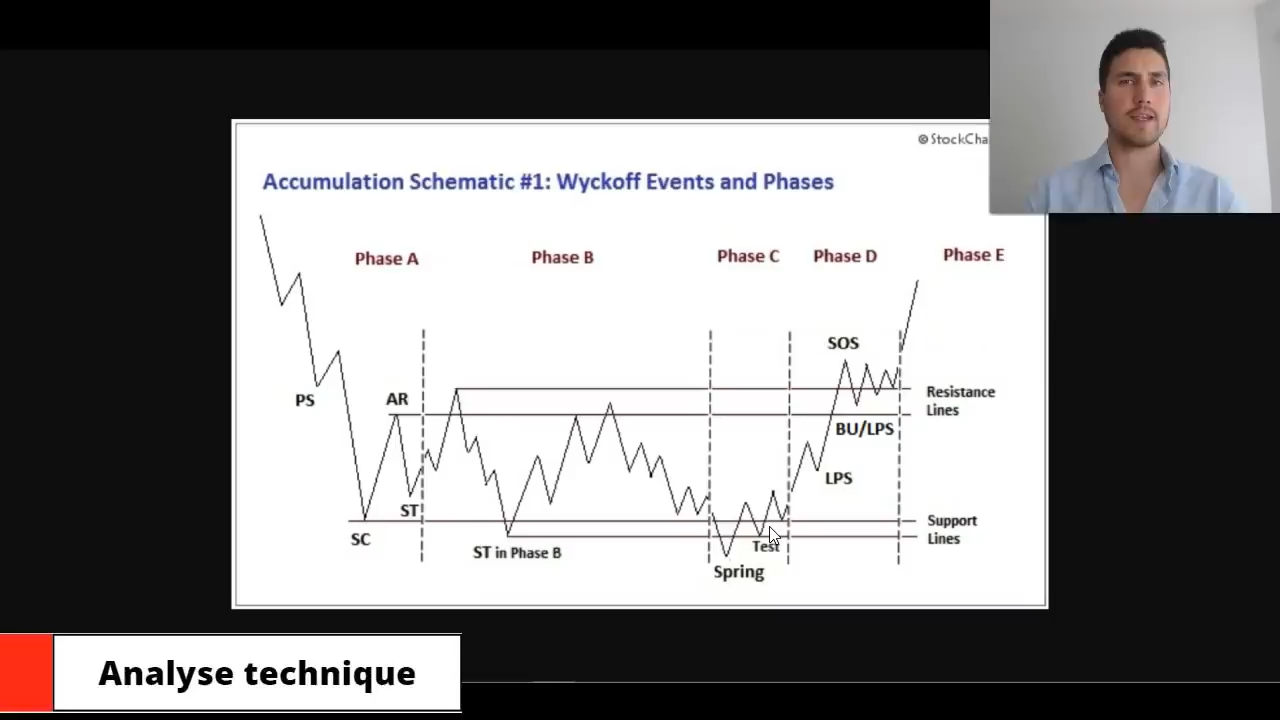 ©StockCha
Accumulation Schematic #1: Wyckoff Events and Phases
Phase A
Phase B
Phase C
Phase D
Phase E
SOS
PS
AR
Resistance
Lines
BU/LPS
LPS
ST
SC
Support
Lines
ST in Phase B
Test
Spring
Analyse technique